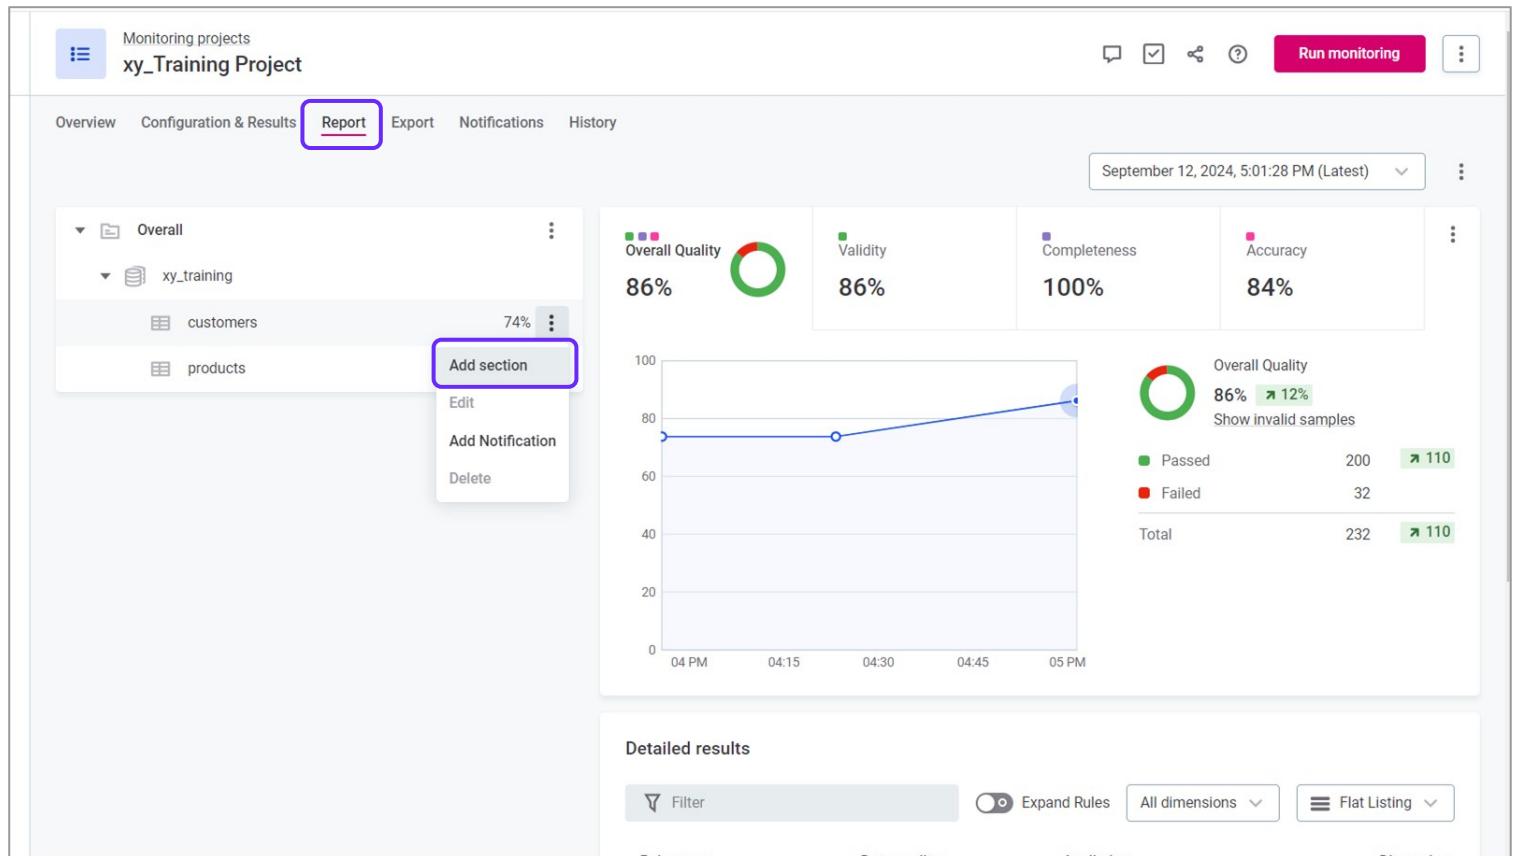 Monitoring projects
xy_Training Project
Run monitoring
Overview
Configuration & Results
Report
Export
Notifications
History
September 12, 2024, 5:01:28 PM (Latest)
Overall
xy_training
customers
74%
products
Add section
Edit
Add Notification
Delete
Overall Quality
86%
Validity
86%
Completeness
100%
Accuracy
84%
100
80
60
40
20
0
04 PM
04:15
04:30
04:45
05 PM
Overall Quality
86% 12%
Show invalid samples
Passed 200 110
Failed 32
Total 232 110
Detailed results
Filter
Expand Rules
All dimensions
Flat Listing